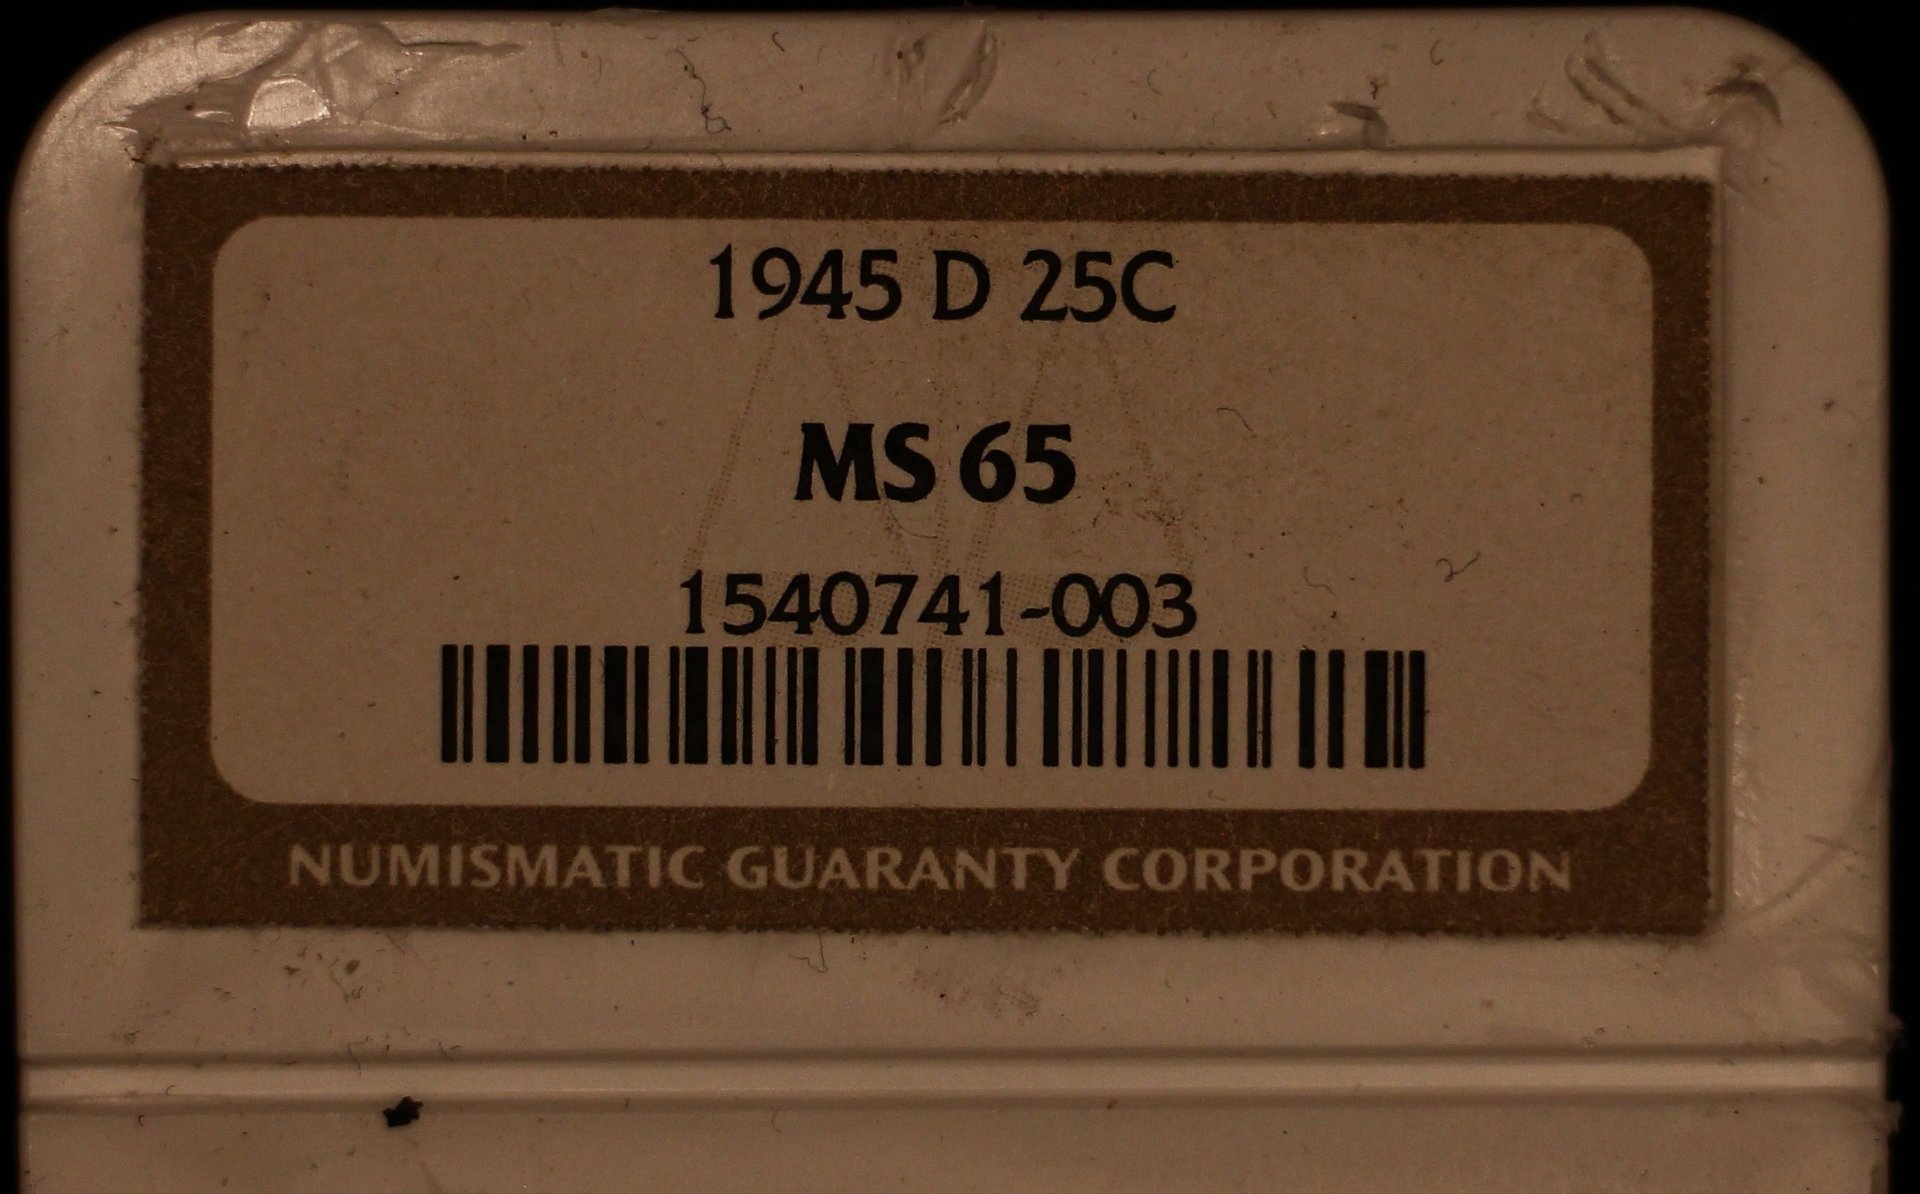 1945 D 25C
MS 65
1540741-003
NUMISMATIC GUARANTY CORPORATION